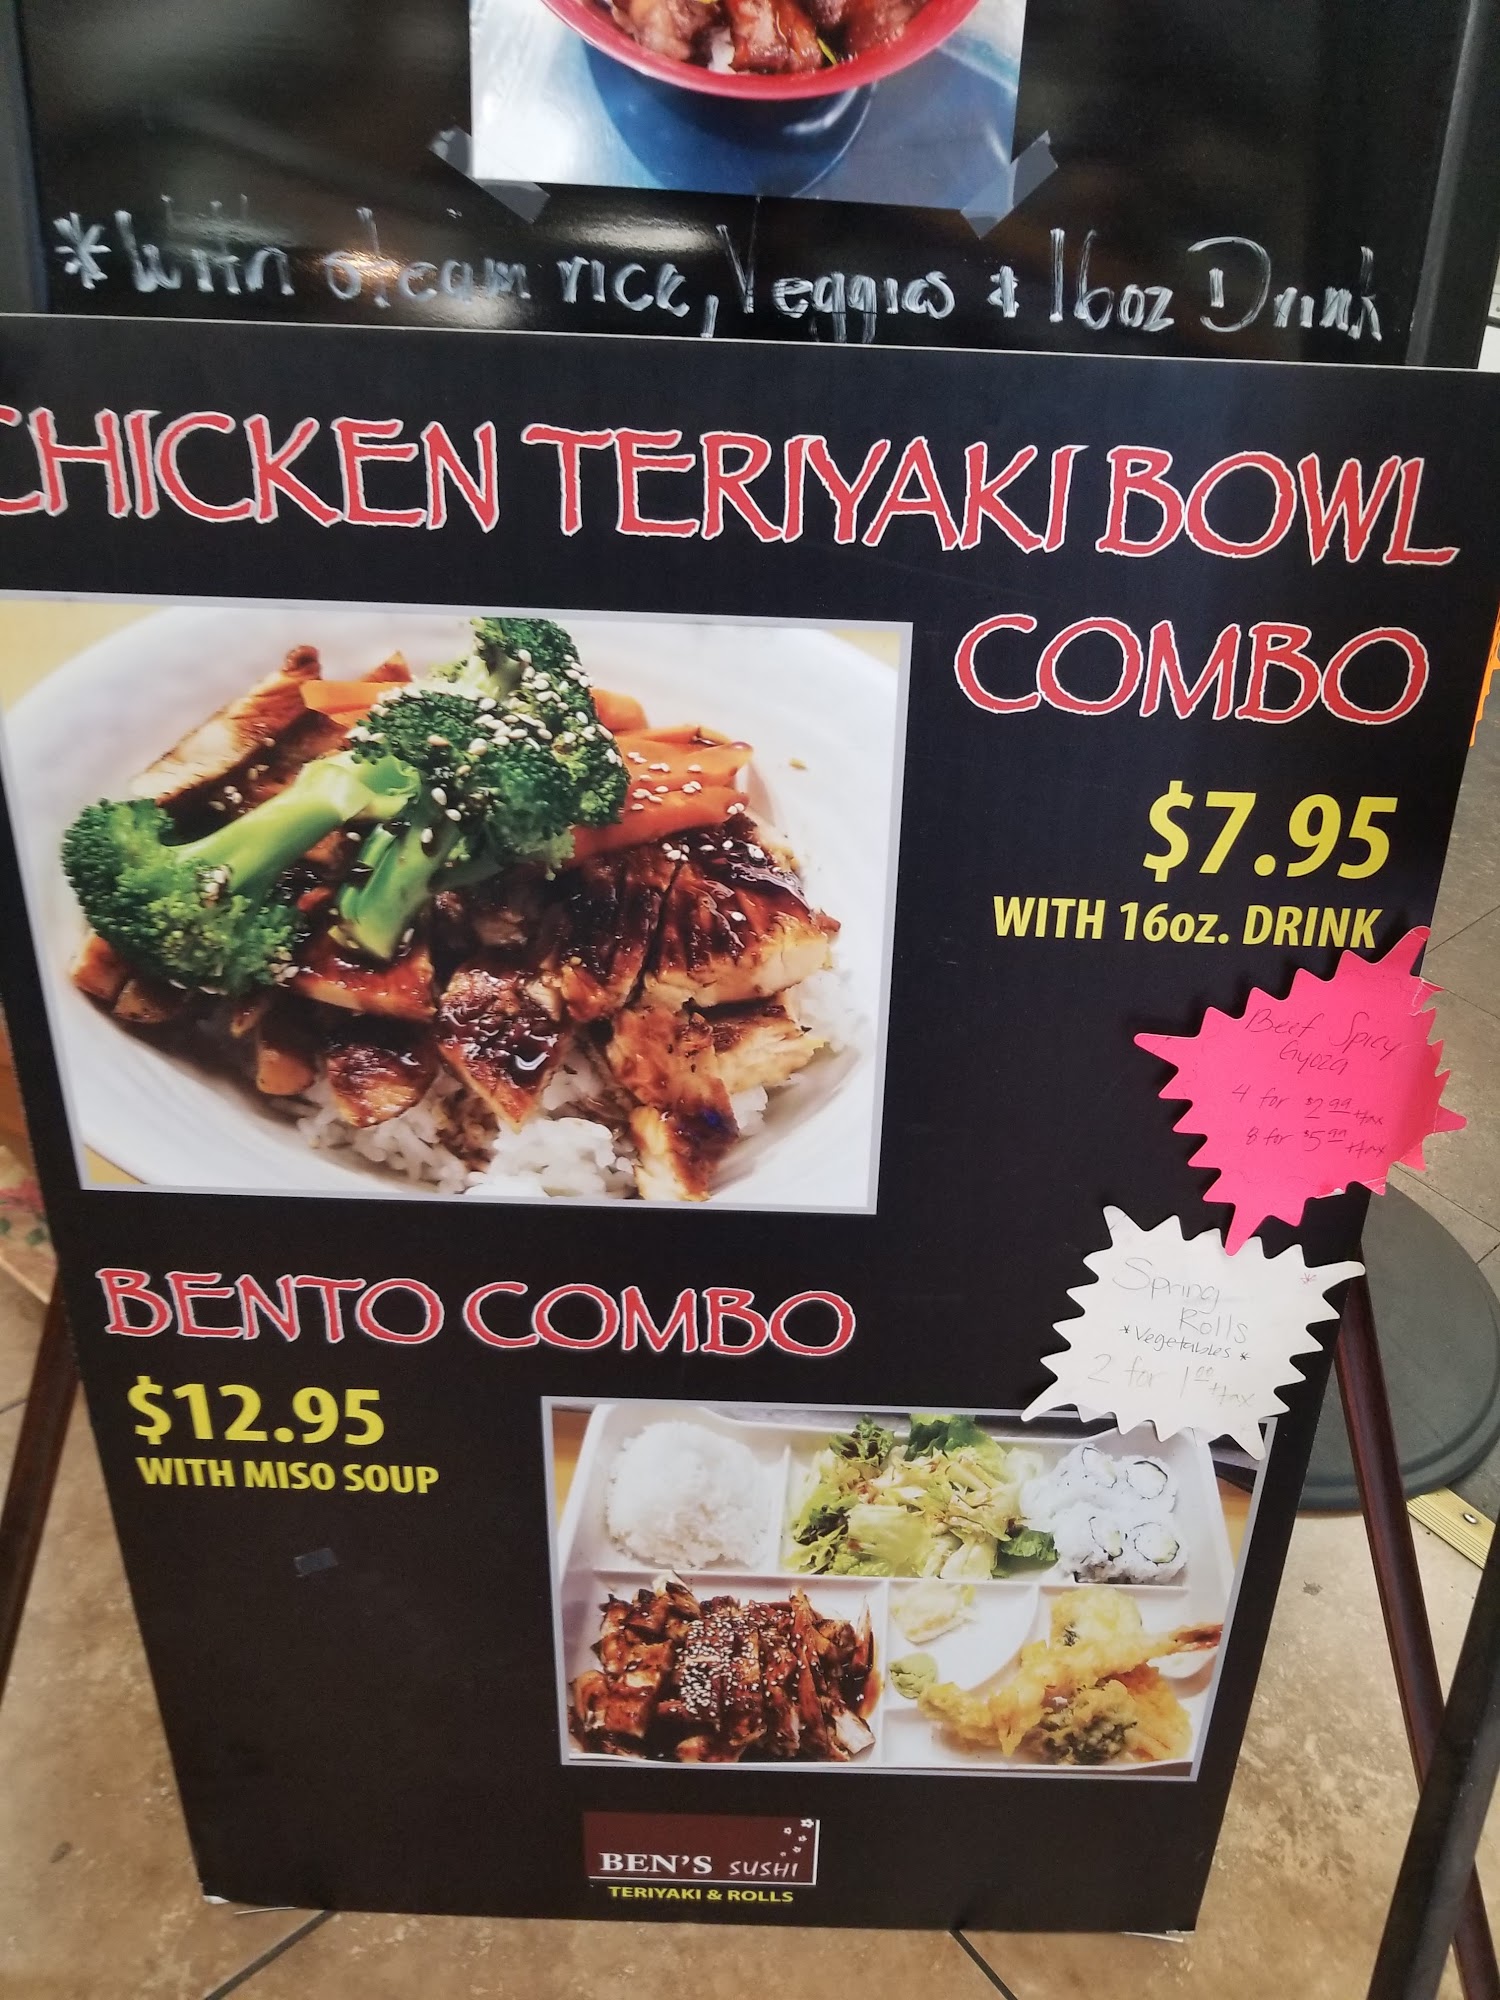 *With steam rice, Veggies & 16oz Drink
CHICKEN TERIYAKI BOWL
COMBO
$7.95
WITH 16oz. DRINK
Beef Spicy
Gyoza
4 for $2.99 +tax
8 for $5.99 +tax
Spring
Rolls
*Vegetables*
2 for 1.00 +tax
BENTO COMBO
$12.95
WITH MISO SOUP
BEN'S SUSHI
TERIYAKI & ROLLS